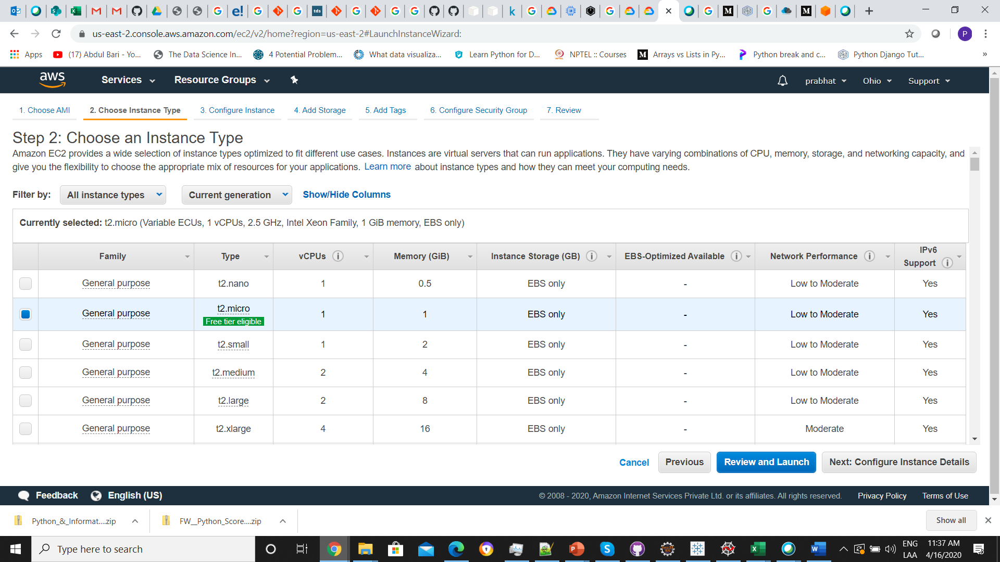 us-east-2.console.aws.amazon.com/ec2/v2/home?region=us-east-2#LaunchInstanceWizard:
P
Apps
(17) Abdul Bari - Yo...
The Data Science In...
4 Potential Problem...
What data visualiza...
Learn Python for D...
NPTEL :: Courses
Arrays vs Lists in Py...
Python break and c...
Python Django Tut...
»
aws
Services
Resource Groups
prabhat
Ohio
Support
1. Choose AMI
2. Choose Instance Type
3. Configure Instance
4. Add Storage
5. Add Tags
6. Configure Security Group
7. Review
Step 2: Choose an Instance Type
Amazon EC2 provides a wide selection of instance types optimized to fit different use cases. Instances are virtual servers that can run applications. They have varying combinations of CPU, memory, storage, and networking capacity, and
give you the flexibility to choose the appropriate mix of resources for your applications. Learn more about instance types and how they can meet your computing needs.
Filter by: All instance types Current generation Show/Hide Columns
Currently selected: t2.micro (Variable ECUs, 1 vCPUs, 2.5 GHz, Intel Xeon Family, 1 GiB memory, EBS only)
Family Type vCPUs Memory (GiB) Instance Storage (GB) EBS-Optimized Available Network Performance IPv6 Support
General purpose t2.nano 1 0.5 EBS only - Low to Moderate Yes
General purpose t2.micro Free tier eligible 1 1 EBS only - Low to Moderate Yes
General purpose t2.small 1 2 EBS only - Low to Moderate Yes
General purpose t2.medium 2 4 EBS only - Low to Moderate Yes
General purpose t2.large 2 8 EBS only - Low to Moderate Yes
General purpose t2.xlarge 4 16 EBS only - Moderate Yes
Cancel Previous Review and Launch Next: Configure Instance Details
Feedback English (US) © 2008 - 2020, Amazon Internet Services Private Ltd. or its affiliates. All rights reserved. Privacy Policy Terms of Use
Python_&_Informat....zip FW__Python_Score....zip Show all
Type here to search
ENG 11:37 AM
LAA 4/16/2020